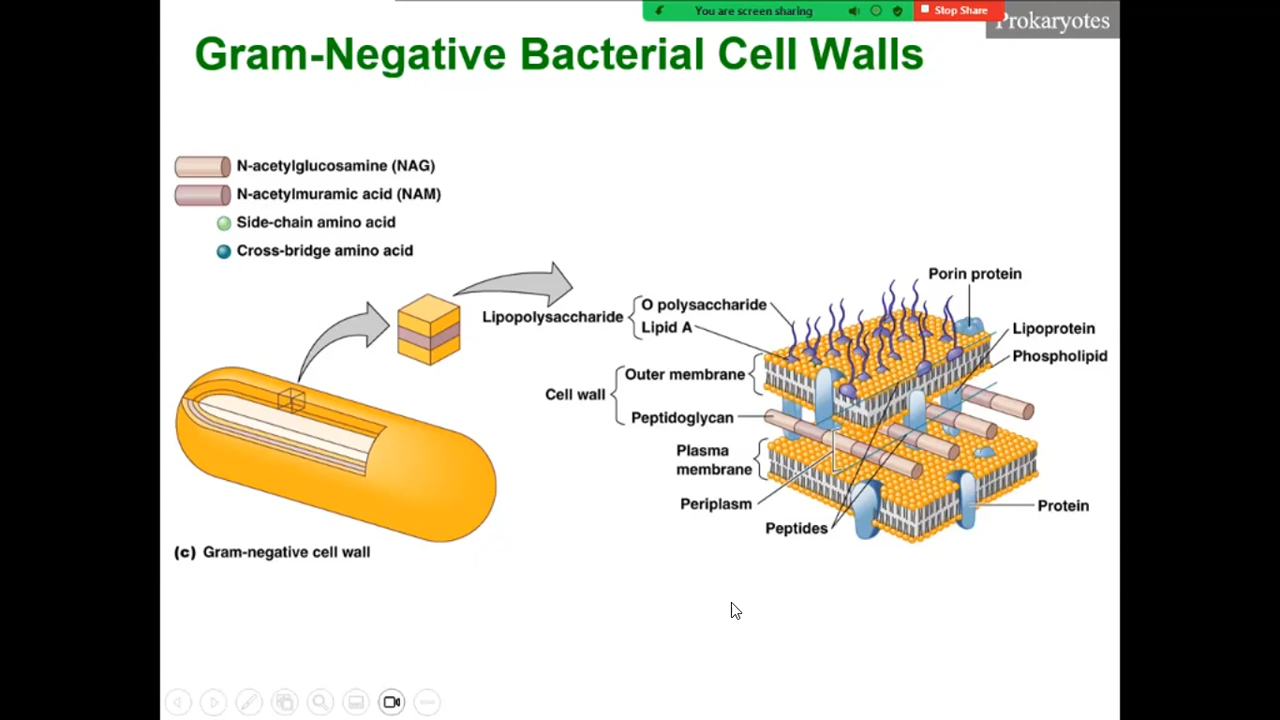 You are screen sharing
Stop Share
Prokaryotes
Gram-Negative Bacterial Cell Walls
N-acetylglucosamine (NAG)
N-acetylmuramic acid (NAM)
Side-chain amino acid
Cross-bridge amino acid
Porin protein
Lipopolysaccharide
O polysaccharide
Lipid A
Lipoprotein
Phospholipid
Cell wall
Outer membrane
Peptidoglycan
Plasma
membrane
Periplasm
Peptides
Protein
(c) Gram-negative cell wall